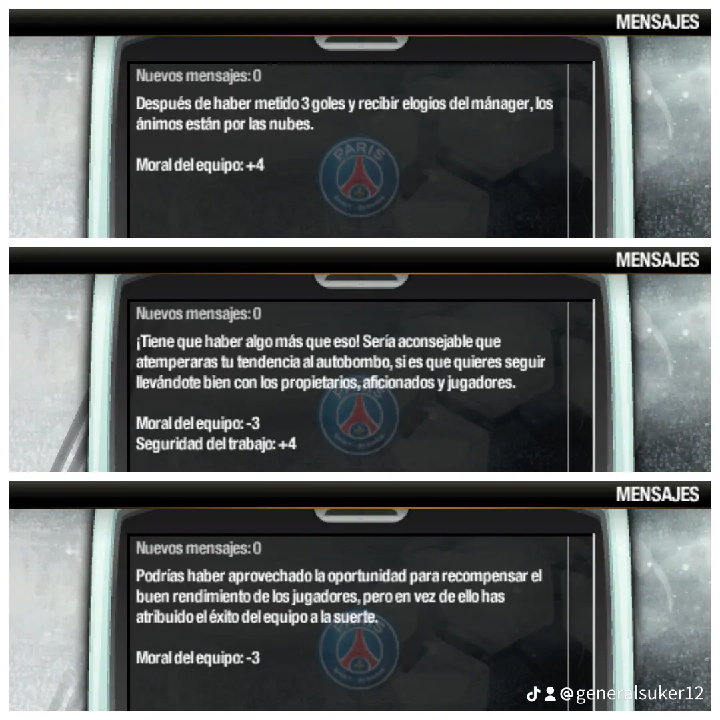 MENSAJES
Nuevos mensajes: 0
Después de haber metido 3 goles y recibir elogios del mánager, los
ánimos están por las nubes.
PARIS
Moral del equipo: +4
MENSAJES
Nuevos mensajes: 0
¡Tiene que haber algo más que eso! Sería aconsejable que
atemperaras tu tendencia al autobombo, si es que quieres seguir
llevándote bien con los propietarios, aficionados y jugadores.
Moral del equipo: -3
Seguridad del trabajo: +4
MENSAJES
Nuevos mensajes: 0
Podrías haber aprovechado la oportunidad para recompensar el
buen rendimiento de los jugadores, pero en vez de ello has
atribuido el éxito del equipo a la suerte.
Moral del equipo: -3
@generalsuker12